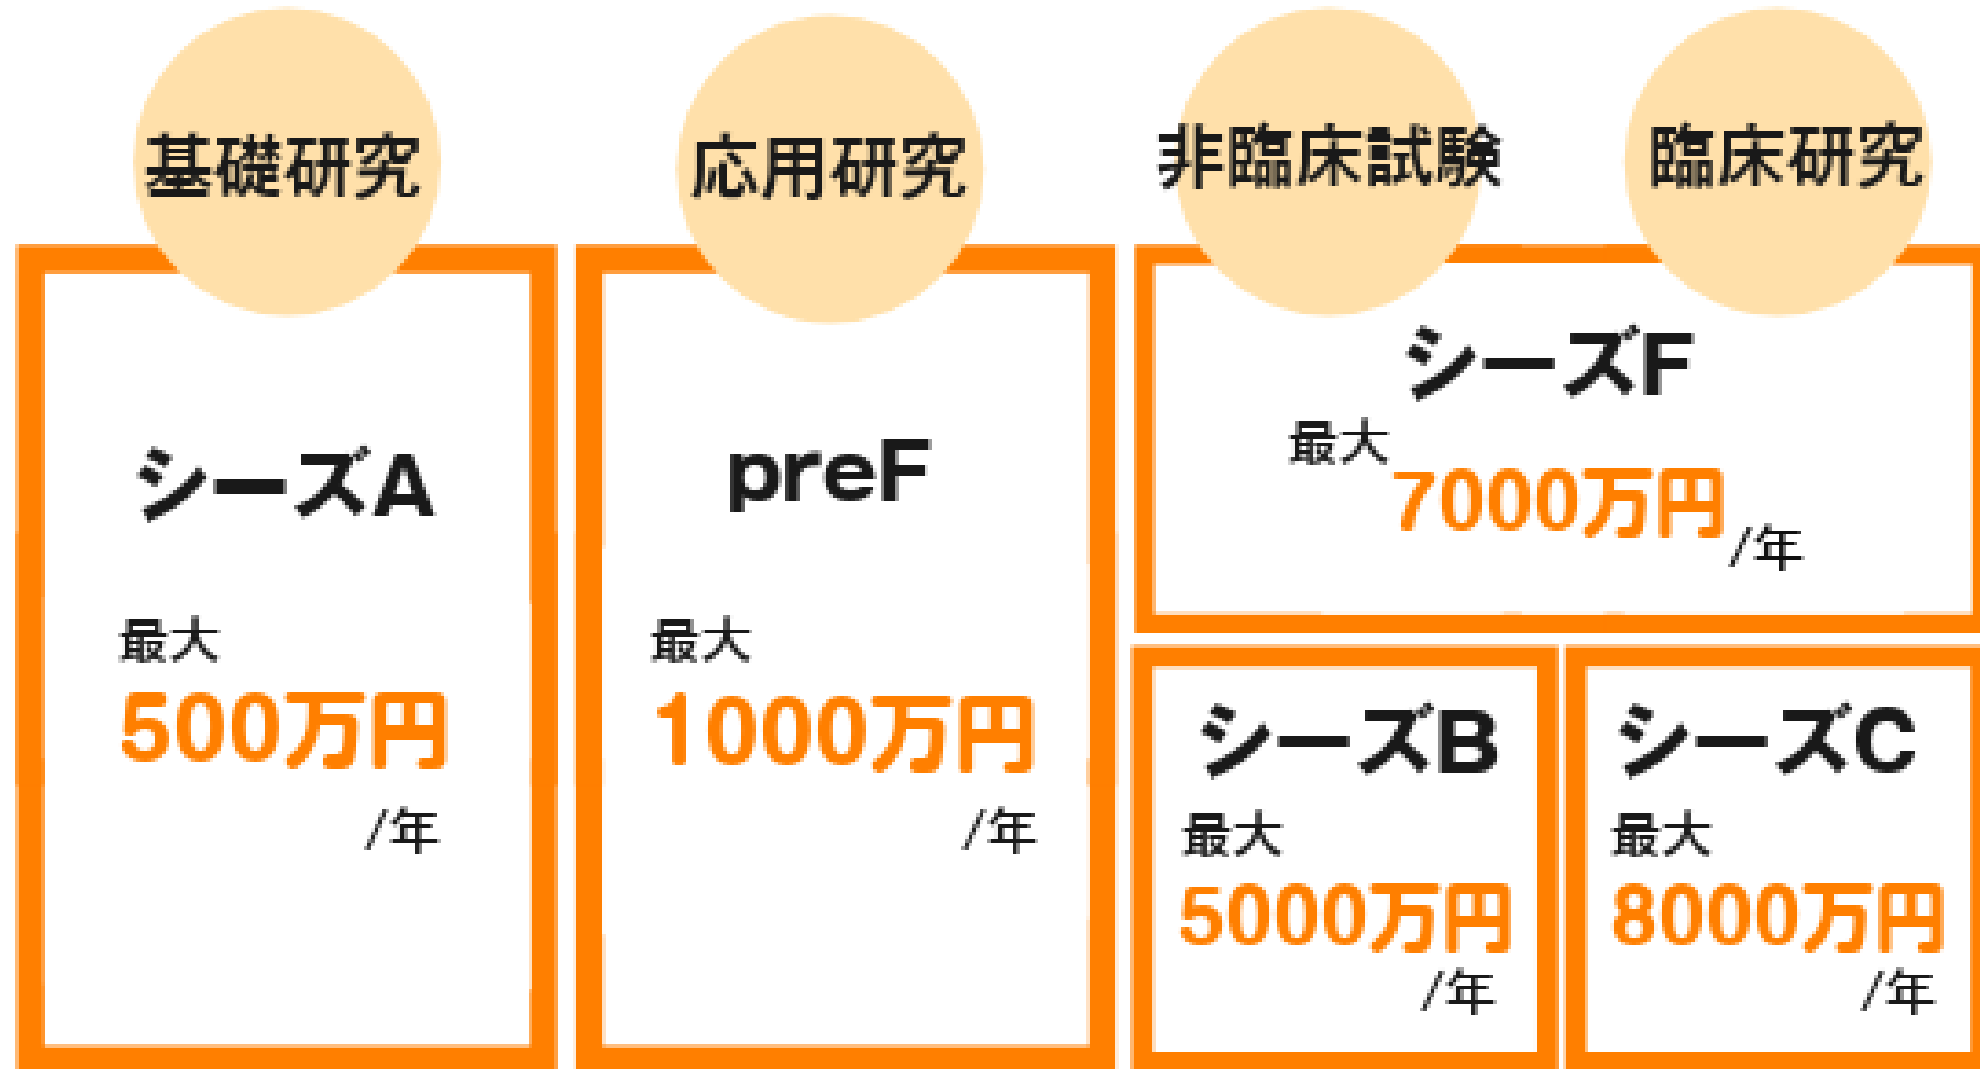 基礎研究
応用研究
非臨床試験
臨床研究
シーズA
最大
500万円
/年
preF
最大
1000万円
/年
シーズF
最大
7000万円
/年
シーズB
最大
5000万円
/年
シーズC
最大
8000万円
/年